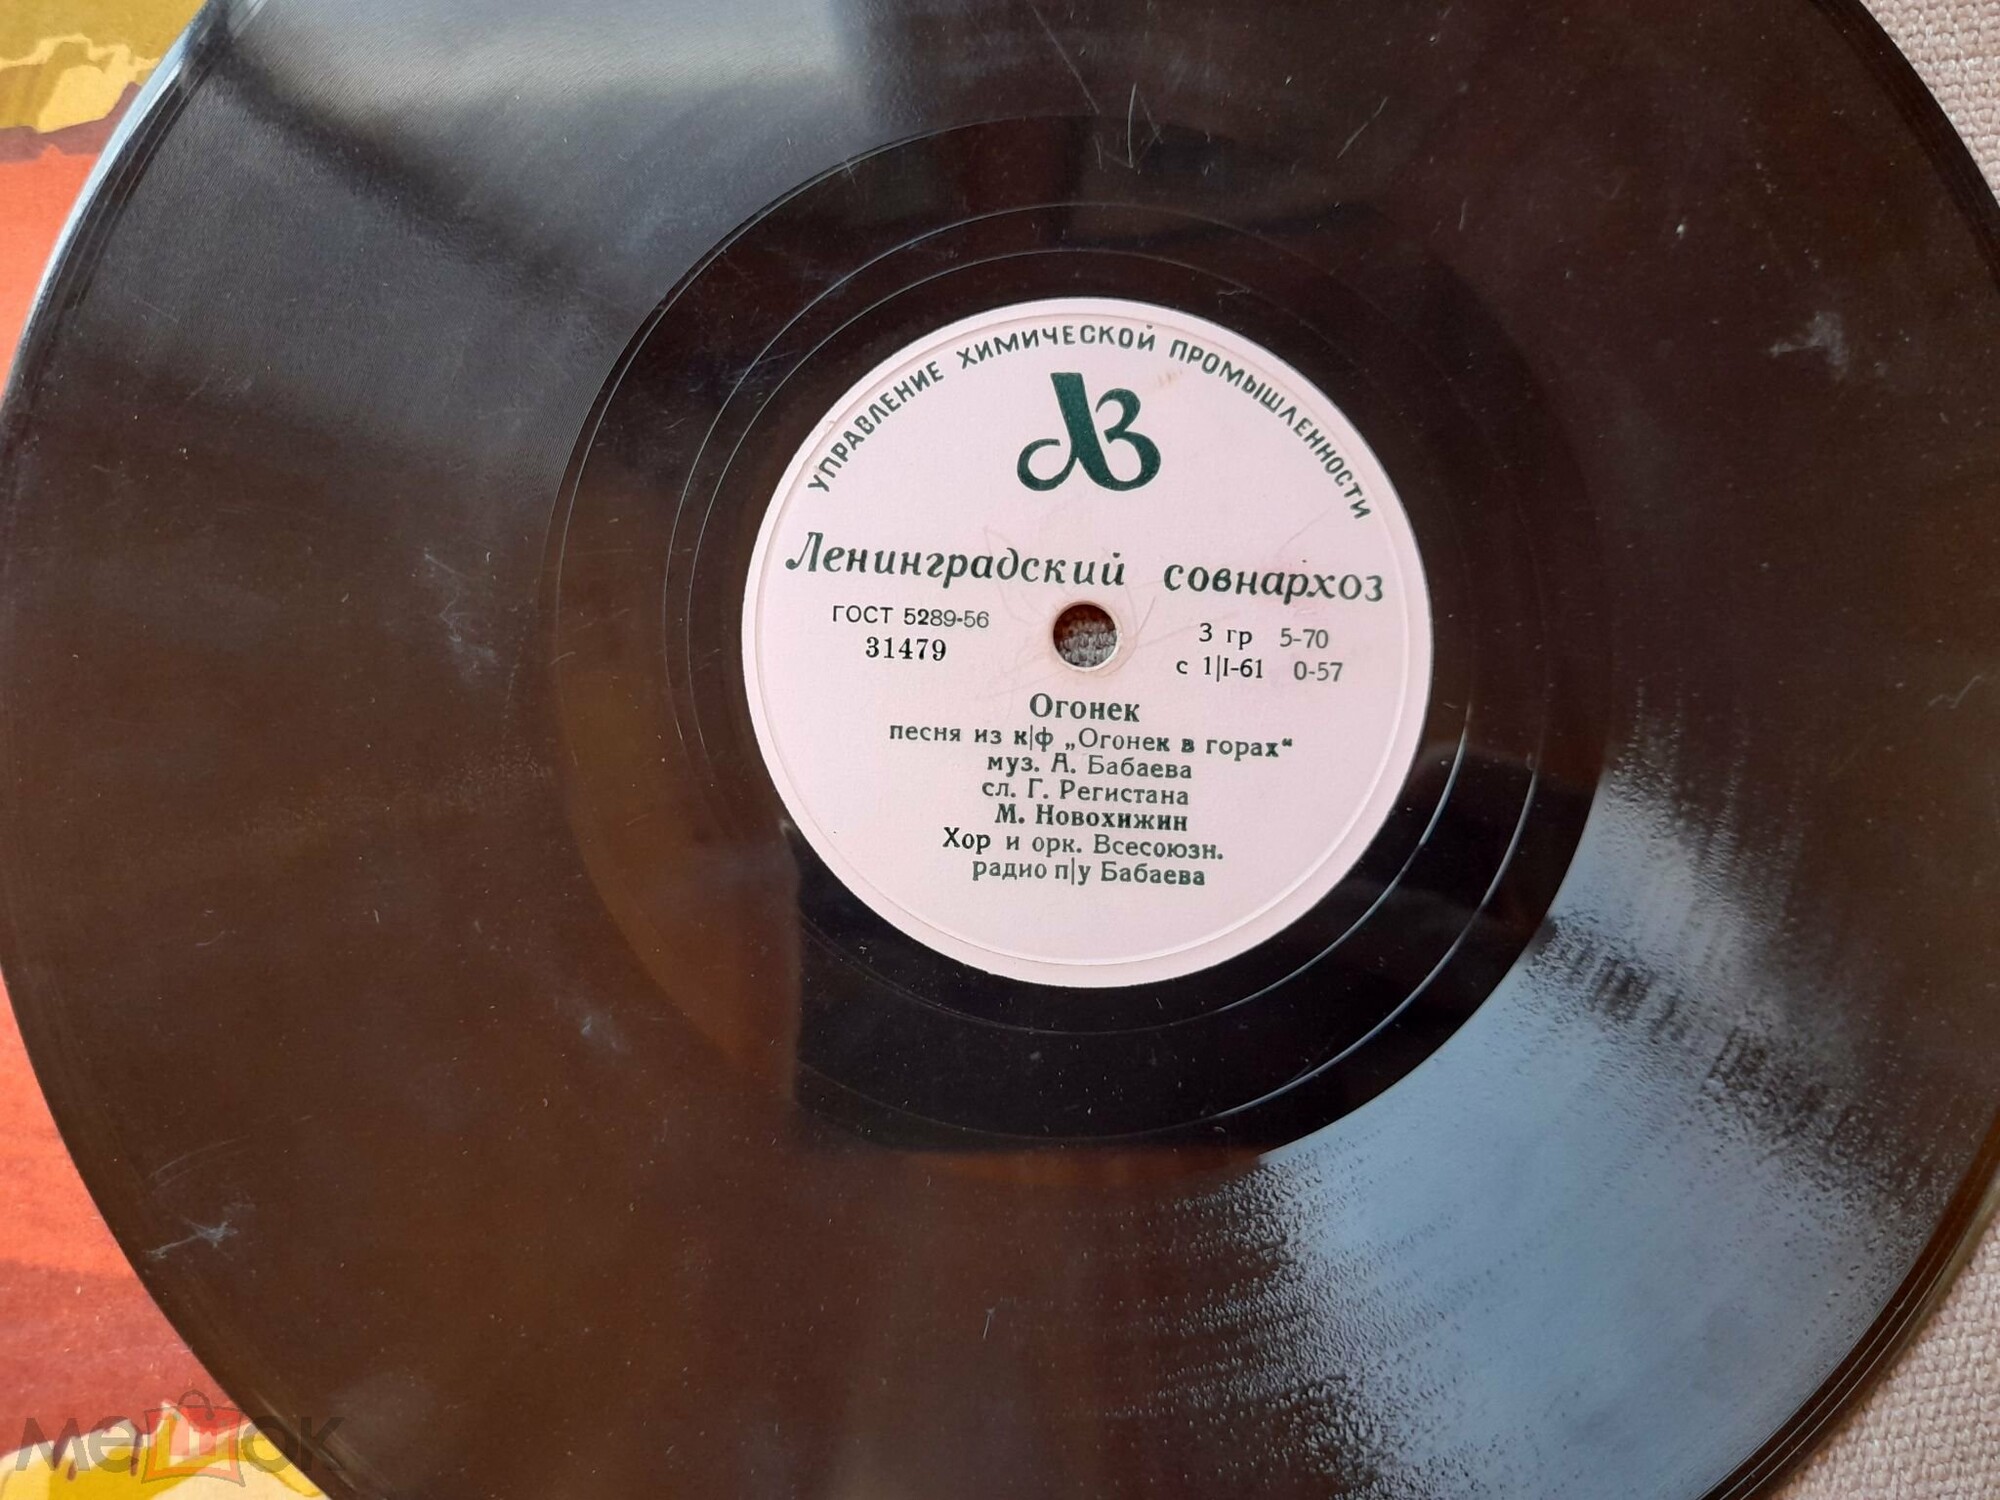 УПРАВЛЕНИЕ ХИМИЧЕСКОЙ ПРОМЫШЛЕННОСТИ
ЛЗ
Ленинградский совнархоз
ГОСТ 5289-56 3 гр 5-70
31479 с 1|I-61 0-57
Огонек
песня из к|ф „Огонек в горах“
муз. А. Бабаева
сл. Г. Регистана
М. Новохижин
Хор и орк. Всесоюзн.
радио п|у Бабаева
мешок